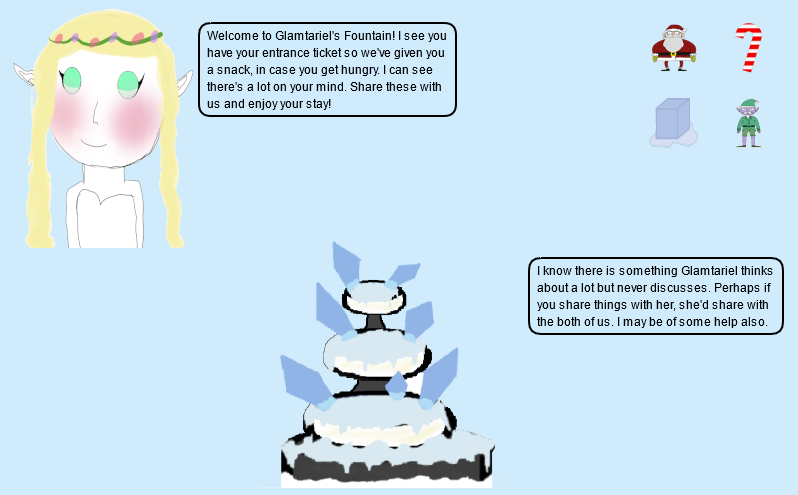 Welcome to Glamtariel's Fountain! I see you
have your entrance ticket so we've given you
a snack, in case you get hungry. I can see
there's a lot on your mind. Share these with
us and enjoy your stay!
I know there is something Glamtariel thinks
about a lot but never discusses. Perhaps if
you share things with her, she'd share with
the both of us. I may be of some help also.